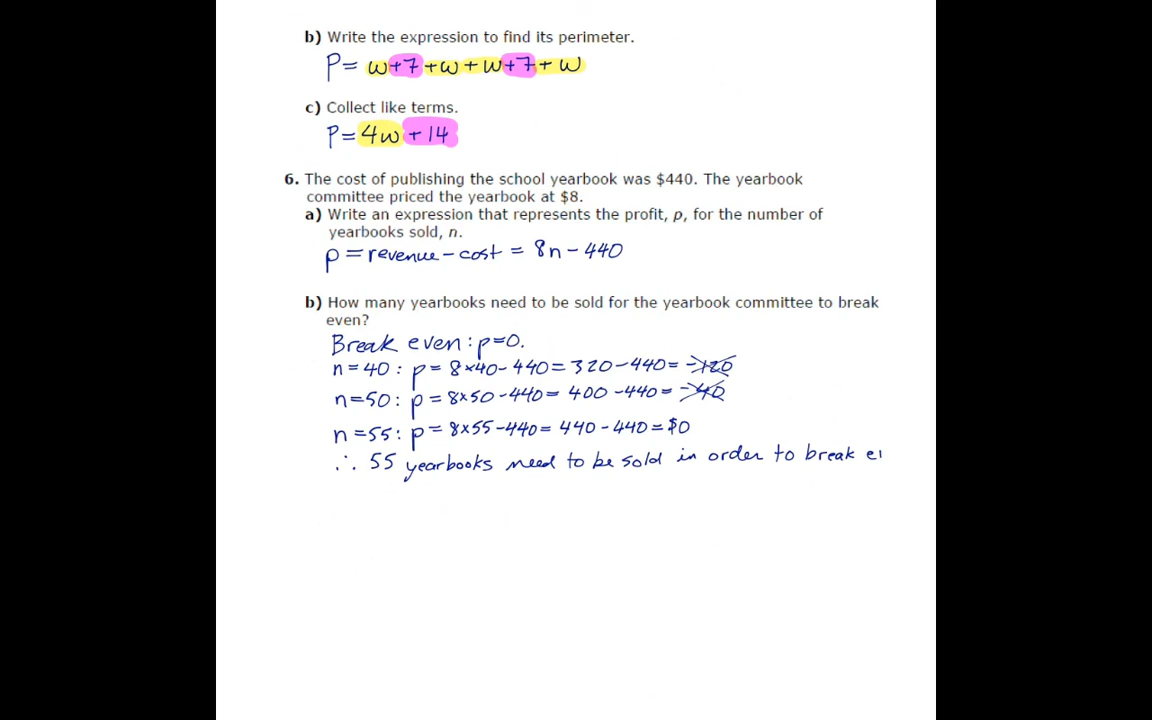 b) Write the expression to find its perimeter.
P= w+7+w+w+7+w
c) Collect like terms.
P=4w+14
6. The cost of publishing the school yearbook was $440. The yearbook
committee priced the yearbook at $8.
a) Write an expression that represents the profit, p, for the number of
yearbooks sold, n.
p = revenue - cost = 8n - 440
b) How many yearbooks need to be sold for the yearbook committee to break
even?
Break even: p=0.
n=40: p = 8×40-440 = 320-440 = -120
n=50: p = 8×50-440 = 400-440 = -40
n=55: p = 8×55-440 = 440-440 = $0
∴ 55 yearbooks need to be sold in order to break